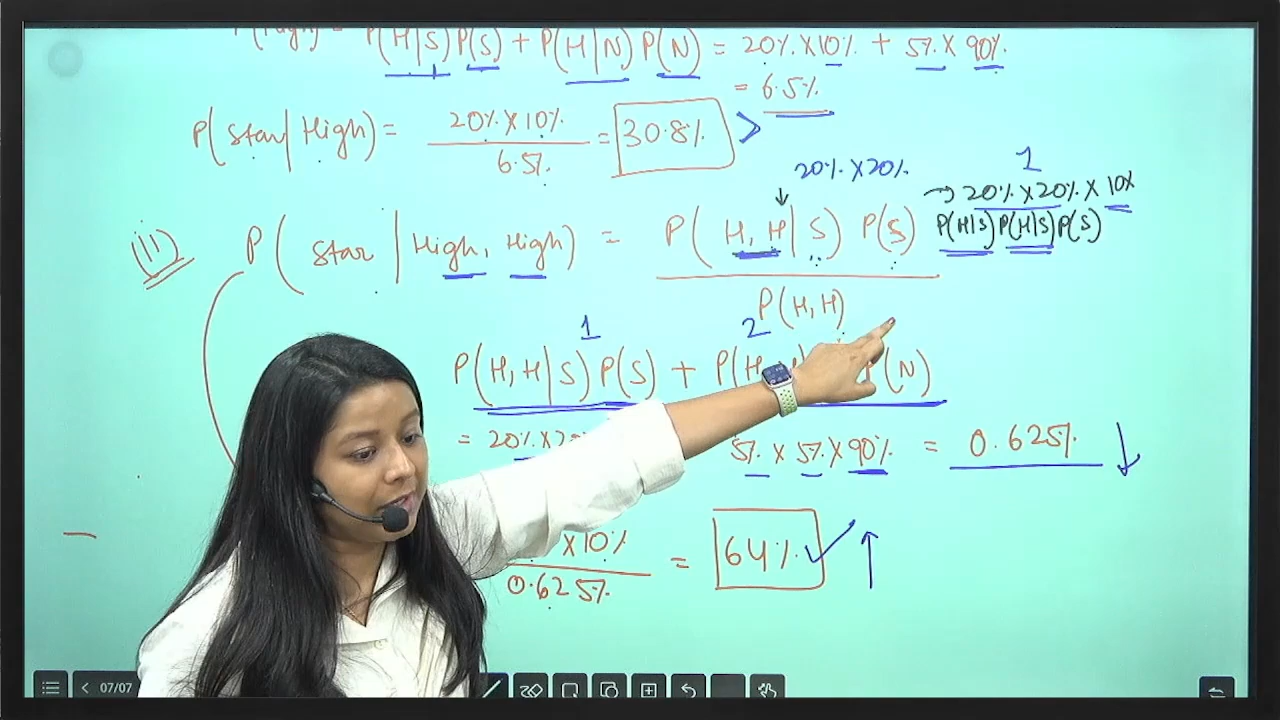 P(High) = P(H|S)P(S) + P(H|N) P(N) = 20% × 10% + 5% × 90%
= 6.5%
P(Star|High) = 20% × 10% / 6.5% = 30.8% >
20% × 20%
1
→ 20% × 20% × 10%
P(H|S) P(H|S) P(S)
(ii) P(Star | High, High) = P(H, H|S) P(S)
P(H, H)
1 2
P(H, H|S) P(S) + P(H P(N)
= 20% × 5% × 5% × 90% = 0.625% ↓
× 10% / 0.625% = 64% ✓ ↑
07/07